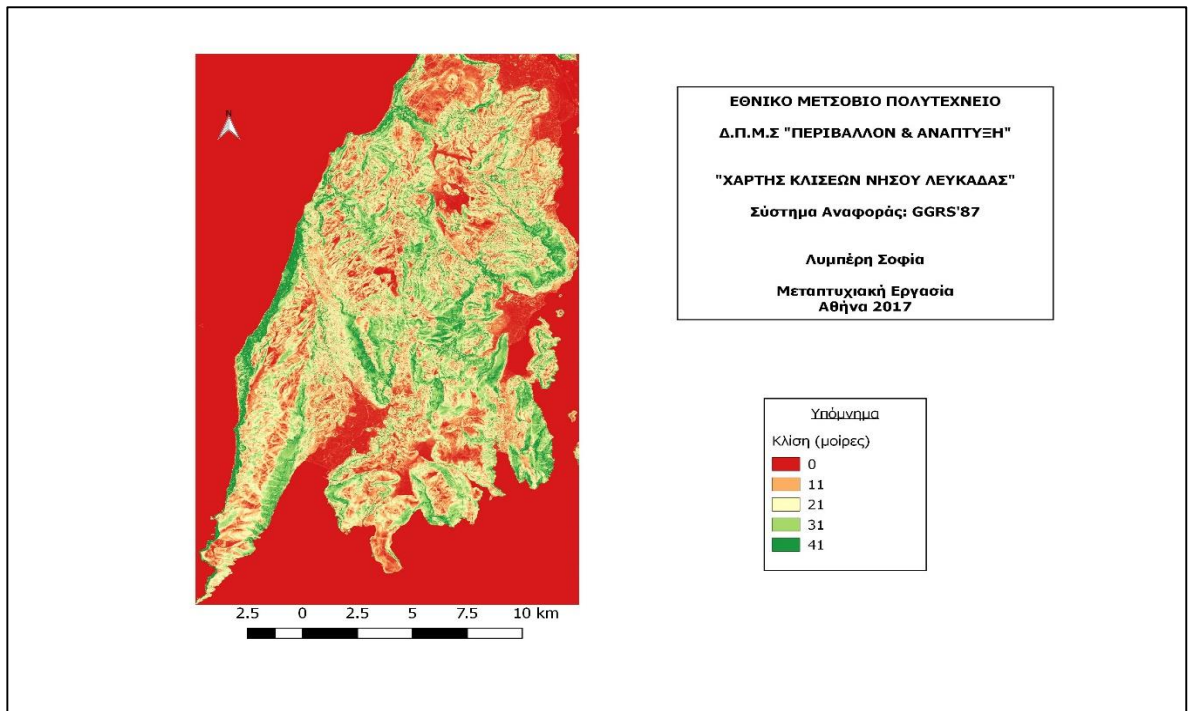 N
ΕΘΝΙΚΟ ΜΕΤΣΟΒΙΟ ΠΟΛΥΤΕΧΝΕΙΟ
Δ.Π.Μ.Σ "ΠΕΡΙΒΑΛΛΟΝ & ΑΝΑΠΤΥΞΗ"
"ΧΑΡΤΗΣ ΚΛΙΣΕΩΝ ΝΗΣΟΥ ΛΕΥΚΑΔΑΣ"
Σύστημα Αναφοράς: GGRS'87
Λυμπέρη Σοφία
Μεταπτυχιακή Εργασία
Αθήνα 2017
Υπόμνημα
Κλίση (μοίρες)
0
11
21
31
41
2.5 0 2.5 5 7.5 10 km